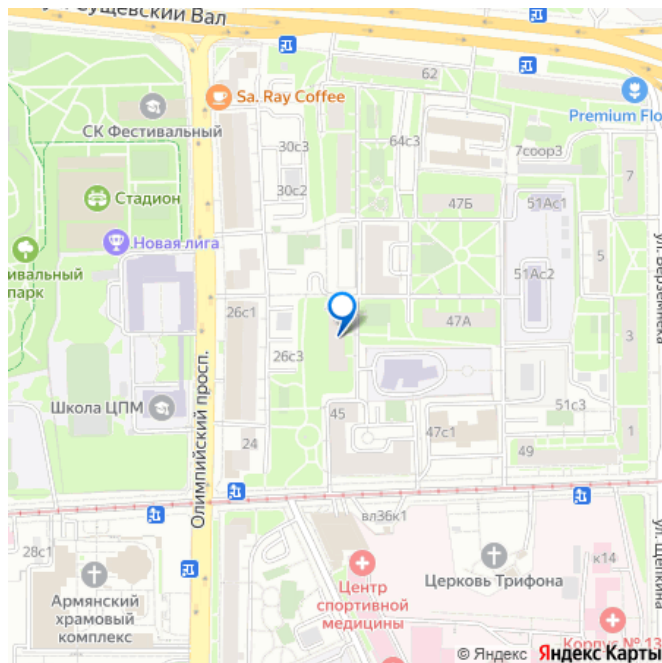 Сущевский Вал
62
Sa. Ray Coffee
Premium Flo
СК Фестивальный
64с3
30с3
7соор3
7
30с2
Стадион
47Б
51Ас1
Новая лига
5
ивальный
парк
51Ас2
26с1
47А
3
26с3
Школа ЦПМ
45
51с3
47с1
1
24
49
Олимпийский просп.
вл36к1
28с1
Церковь Трифона
к14
ул. Щепкина
Центр
спортивной
медицины
Армянский
храмовый
комплекс
Корпус № 13
© Яндекс Яндекс Карты